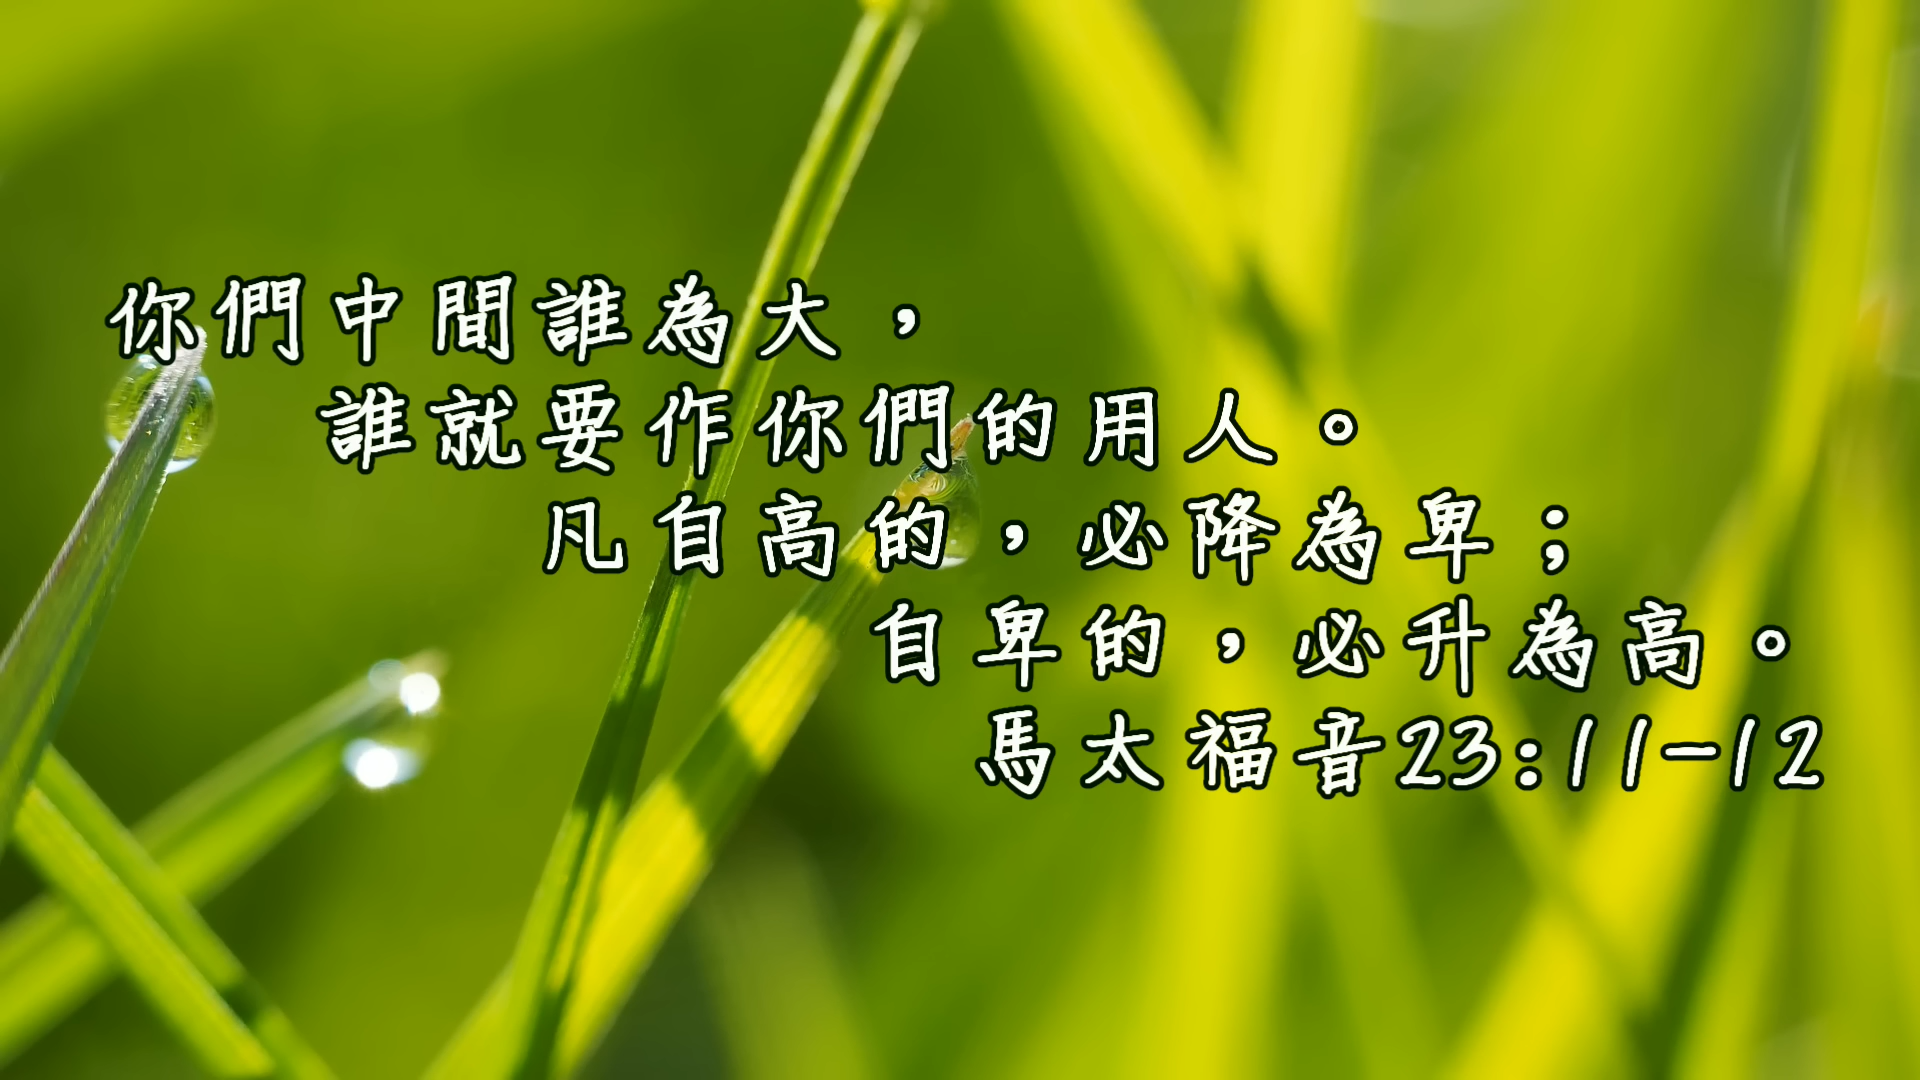 你們中間誰為大，
誰就要作你們的用人。
凡自高的，必降為卑；
自卑的，必升為高。
馬太福音23:11-12